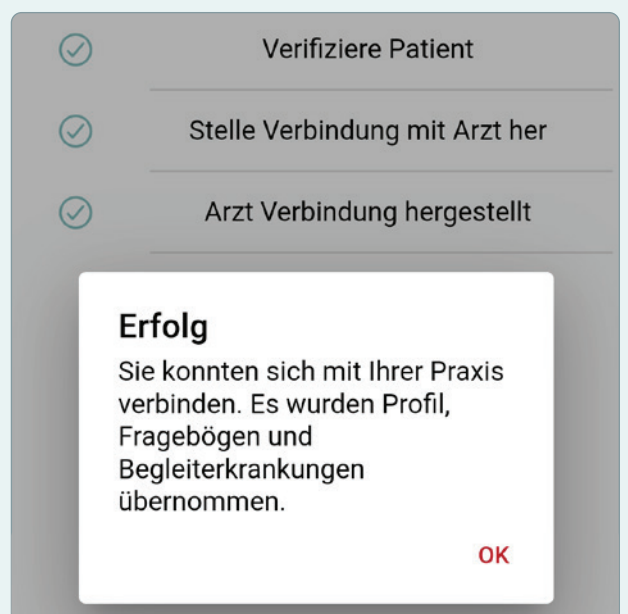 Verifiziere Patient
Stelle Verbindung mit Arzt her
Arzt Verbindung hergestellt
Erfolg
Sie konnten sich mit Ihrer Praxis
verbinden. Es wurden Profil,
Fragebögen und
Begleiterkrankungen
übernommen.
OK